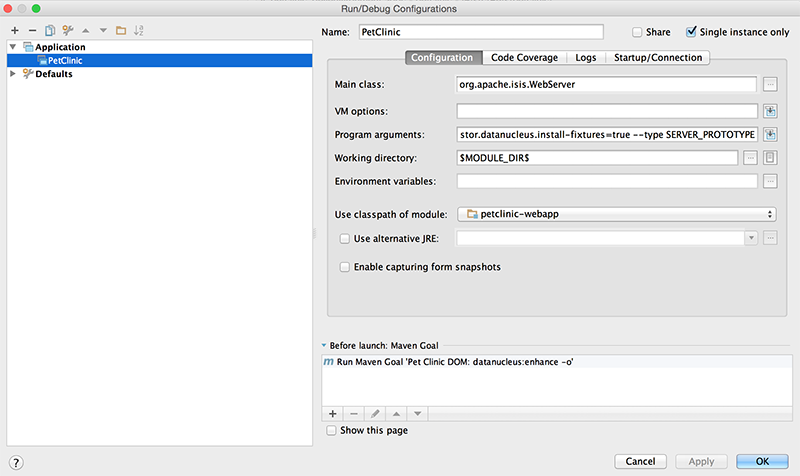 Run/Debug Configurations
Name: PetClinic Share Single instance only
Application
PetClinic
Defaults
Configuration Code Coverage Logs Startup/Connection
Main class: org.apache.isis.WebServer ...
VM options:
Program arguments: stor.datanucleus.install-fixtures=true --type SERVER_PROTOTYPE
Working directory: $MODULE_DIR$ ...
Environment variables: ...
Use classpath of module: petclinic-webapp
Use alternative JRE: ...
Enable capturing form snapshots
Before launch: Maven Goal
m Run Maven Goal 'Pet Clinic DOM: datanucleus:enhance -o'
Show this page
? Cancel Apply OK